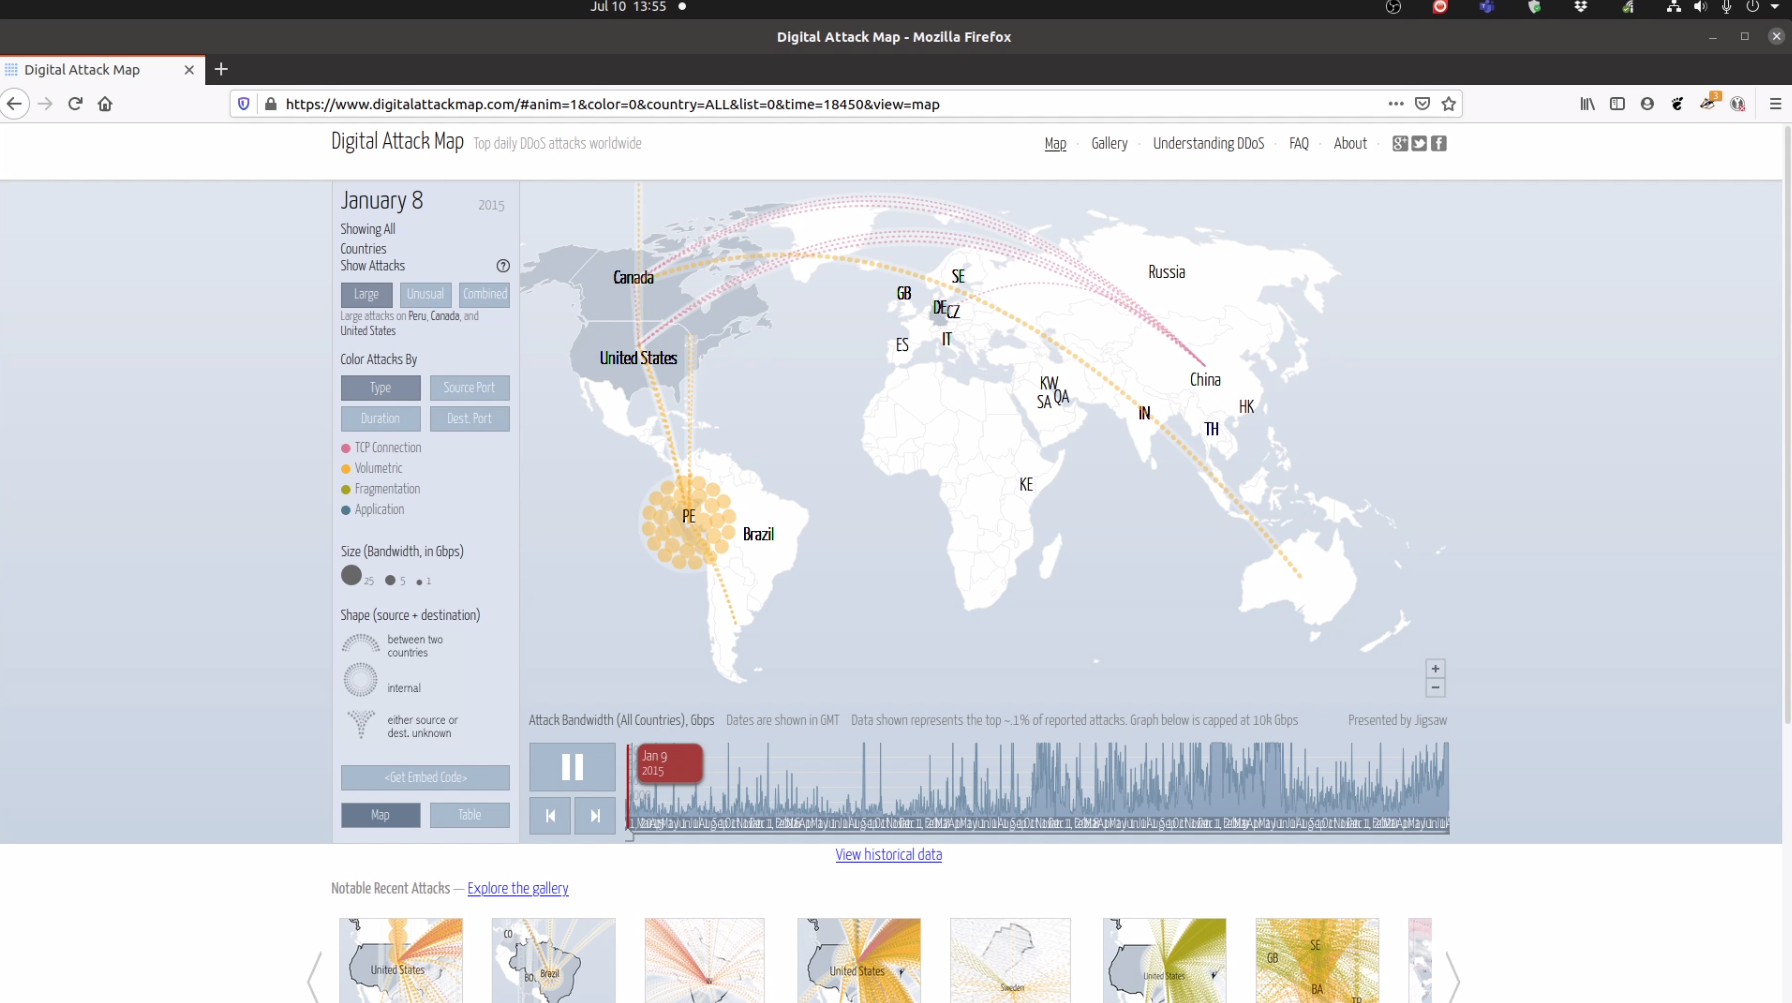 Jul 10 13:55
Digital Attack Map - Mozilla Firefox
Digital Attack Map
https://www.digitalattackmap.com/#anim=1&color=0&country=ALL&list=0&time=18450&view=map
3
Digital Attack Map Top daily DDoS attacks worldwide
Map · Gallery · Understanding DDoS · FAQ · About
January 8 2015
Showing All
Countries
Show Attacks ?
Large Unusual Combined
Large attacks on Peru, Canada, and
United States
Color Attacks By
Type Source Port
Duration Dest. Port
TCP Connection
Volumetric
Fragmentation
Application
Size (Bandwidth, in Gbps)
25 5 1
Shape (source + destination)
between two
countries
internal
either source or
dest. unknown
<Get Embed Code>
Map Table
Canada
United States
PE
Brazil
SE
GB
DE
CZ
IT
ES
Russia
KW
SA
QA
China
HK
IN
TH
KE
+
−
Attack Bandwidth (All Countries), Gbps Dates are shown in GMT Data shown represents the top ~.1% of reported attacks. Graph below is capped at 10k Gbps Presented by Jigsaw
Jan 9
2015
View historical data
Notable Recent Attacks — Explore the gallery
United States
CO
BO
Brazil
United States
Sweden
United States
SE
GB
BA
TR